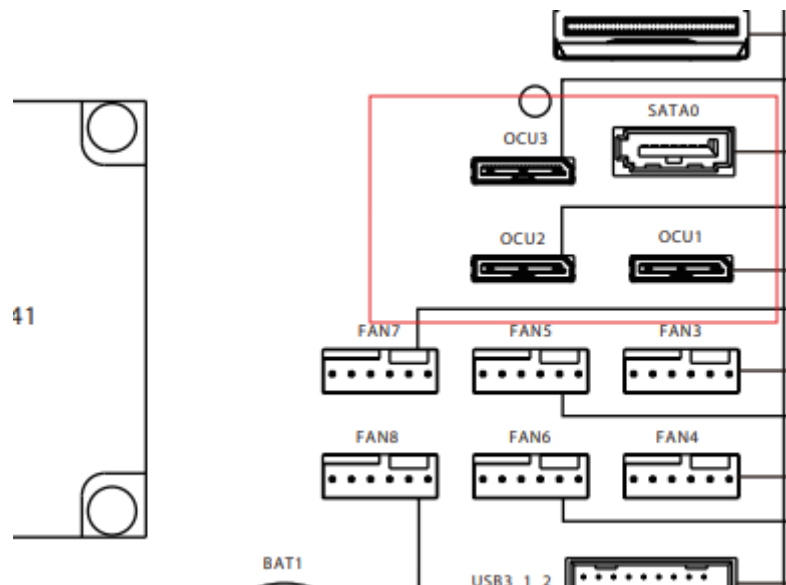 SATA0
OCU3
OCU2
OCU1
41
FAN7
FAN5
FAN3
FAN8
FAN6
FAN4
BAT1
USB3_1_2